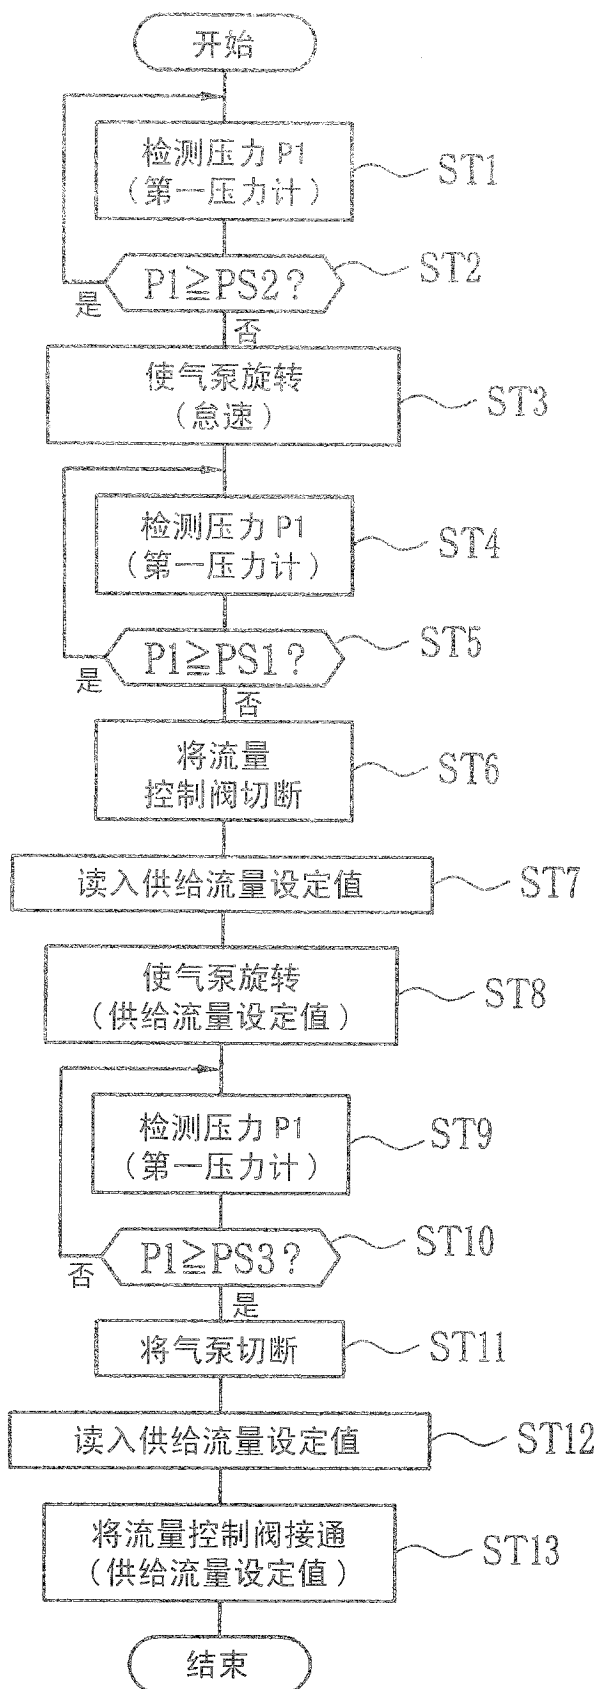 开始
检测压力 P1
（第一压力计）
ST1
P1≧PS2？
ST2
是
否
使气泵旋转
（怠速）
ST3
检测压力 P1
（第一压力计）
ST4
P1≧PS1？
ST5
是
否
将流量
控制阀切断
ST6
读入供给流量设定值
ST7
使气泵旋转
（供给流量设定值）
ST8
检测压力 P1
（第一压力计）
ST9
P1≧PS3？
ST10
否
是
将气泵切断
ST11
读入供给流量设定值
ST12
将流量控制阀接通
（供给流量设定值）
ST13
结束